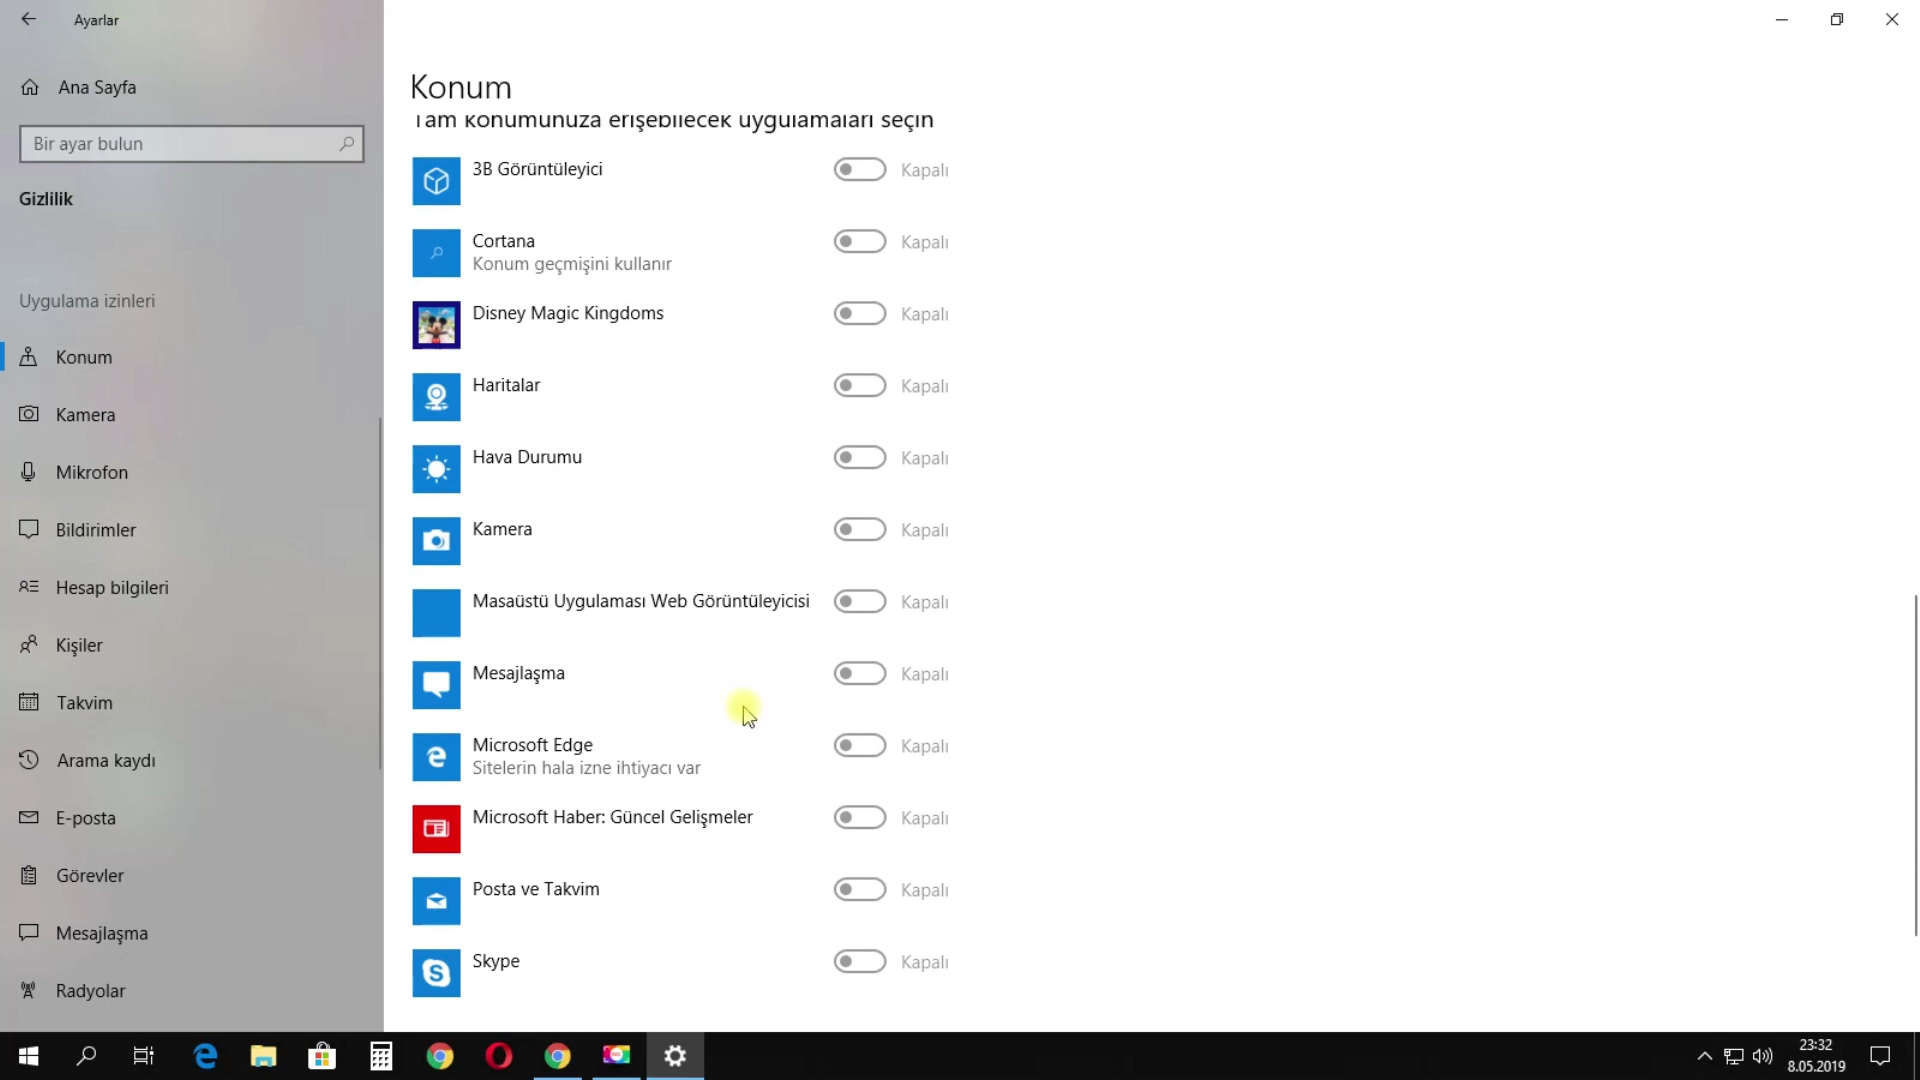 Ayarlar
Ana Sayfa
Bir ayar bulun
Gizlilik
Uygulama izinleri
Konum
Kamera
Mikrofon
Bildirimler
Hesap bilgileri
Kişiler
Takvim
Arama kaydı
E-posta
Görevler
Mesajlaşma
Radyolar
Konum
Tam konumunuza erişebilecek uygulamaları seçin
3B Görüntüleyici Kapalı
Cortana Kapalı
Konum geçmişini kullanır
Disney Magic Kingdoms Kapalı
Haritalar Kapalı
Hava Durumu Kapalı
Kamera Kapalı
Masaüstü Uygulaması Web Görüntüleyicisi Kapalı
Mesajlaşma Kapalı
Microsoft Edge Kapalı
Sitelerin hala izne ihtiyacı var
Microsoft Haber: Güncel Gelişmeler Kapalı
Posta ve Takvim Kapalı
Skype Kapalı
23:32
8.05.2019